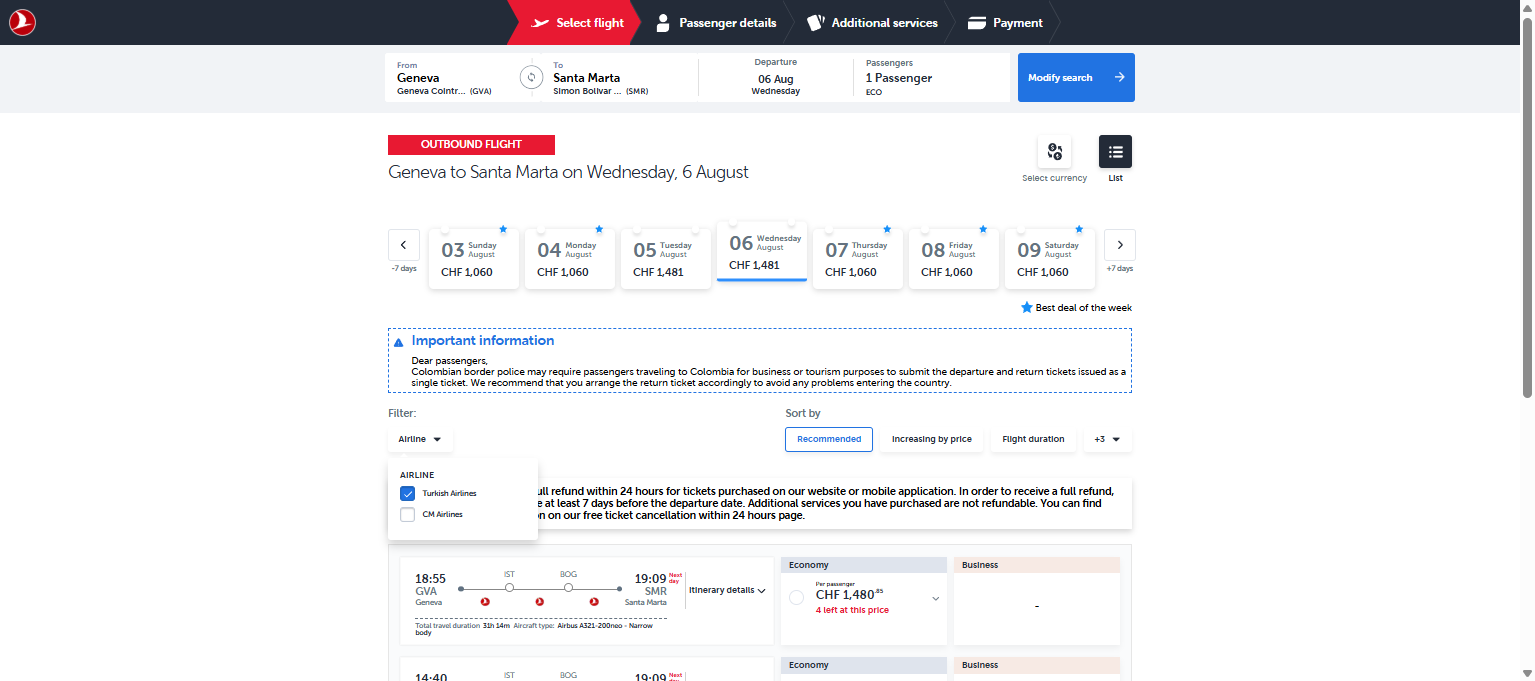 Select flight
Passenger details
Additional services
Payment
From
Geneva
Geneva Cointr... (GVA)
To
Santa Marta
Simon Bolivar ... (SMR)
Departure
06 Aug
Wednesday
Passengers
1 Passenger
ECO
Modify search
OUTBOUND FLIGHT
Geneva to Santa Marta on Wednesday, 6 August
Select currency
List
-7 days
03 Sunday August
CHF 1,060
04 Monday August
CHF 1,060
05 Tuesday August
CHF 1,481
06 Wednesday August
CHF 1,481
07 Thursday August
CHF 1,060
08 Friday August
CHF 1,060
09 Saturday August
CHF 1,060
+7 days
Best deal of the week
Important information
Dear passengers,
Colombian border police may require passengers traveling to Colombia for business or tourism purposes to submit the departure and return tickets issued as a
single ticket. We recommend that you arrange the return ticket accordingly to avoid any problems entering the country.
Filter:
Airline
Sort by
Recommended
Increasing by price
Flight duration
+3
AIRLINE
Turkish Airlines
CM Airlines
ull refund within 24 hours for tickets purchased on our website or mobile application. In order to receive a full refund,
e at least 7 days before the departure date. Additional services you have purchased are not refundable. You can find
on on our free ticket cancellation within 24 hours page.
18:55
GVA
Geneva
IST
BOG
19:09 Next day
SMR
Santa Marta
Itinerary details
Total travel duration 31h 14m Aircraft type: Airbus A321-200neo - Narrow
body
Economy
Per passenger
CHF 1,480.85
4 left at this price
Business
-
14:40
IST
BOG
19:09 Next
Economy
Business